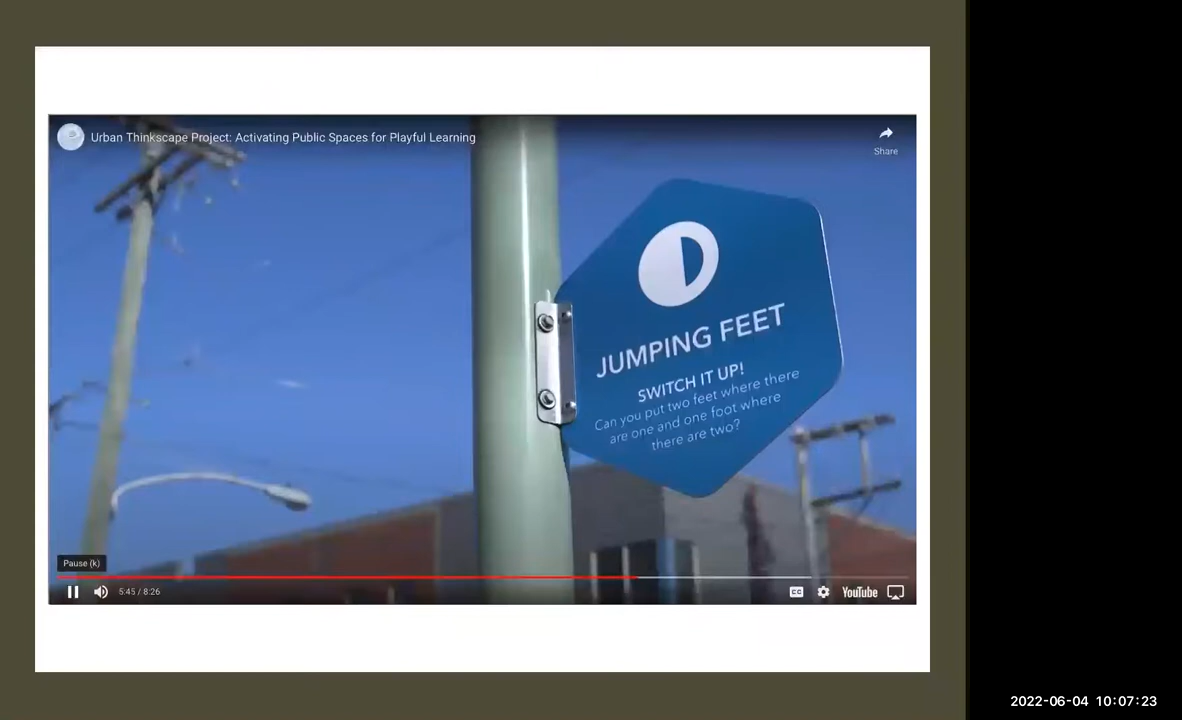 Urban Thinkscape Project: Activating Public Spaces for Playful Learning
Share
JUMPING FEET
SWITCH IT UP!
Can you put two feet where there
are one and one foot where
there are two?
Pause (k)
5:45 / 8:26
CC
YouTube
2022-06-04 10:07:23